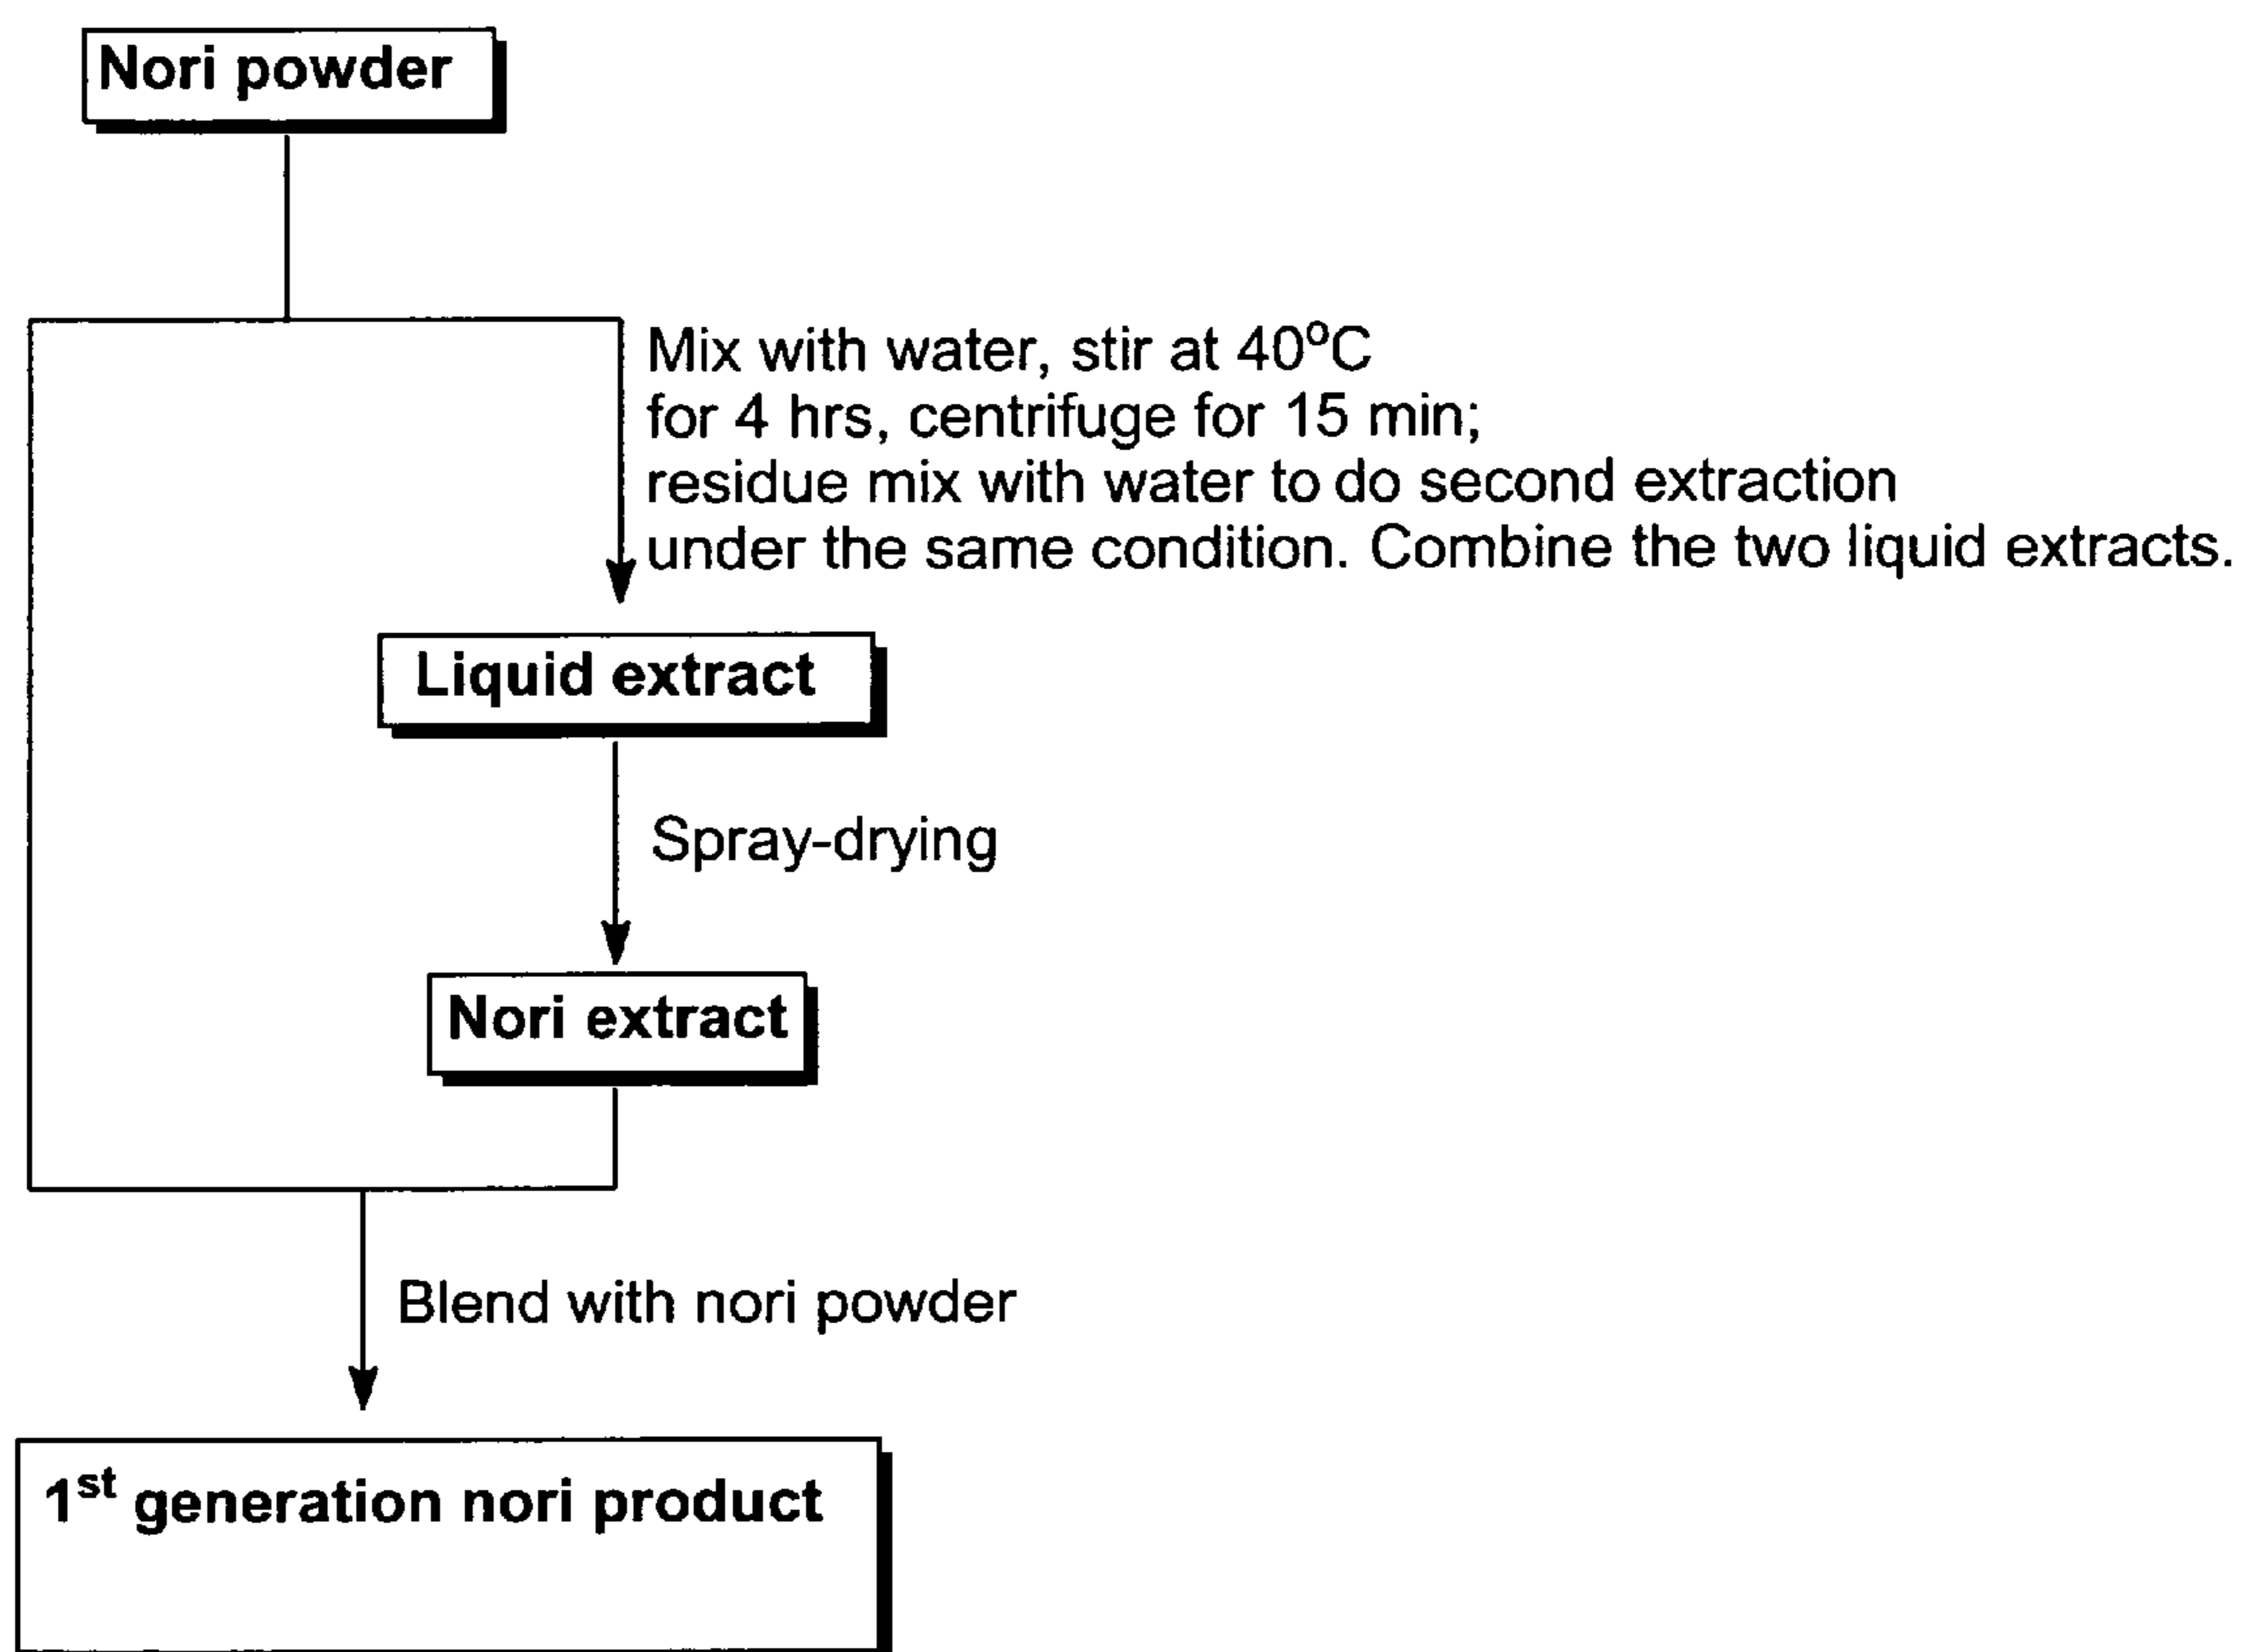 Nori powder
Mix with water, stir at 40ºC
for 4 hrs, centrifuge for 15 min;
residue mix with water to do second extraction
under the same condition. Combine the two liquid extracts.
Liquid extract
Spray-drying
Nori extract
Blend with nori powder
1st generation nori product